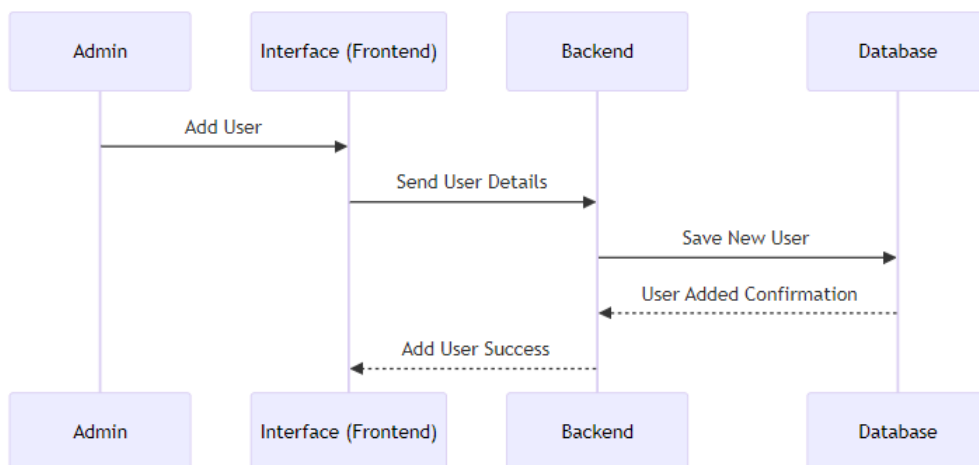 Admin
Interface (Frontend)
Backend
Database
Add User
Send User Details
Save New User
User Added Confirmation
Add User Success
Admin
Interface (Frontend)
Backend
Database